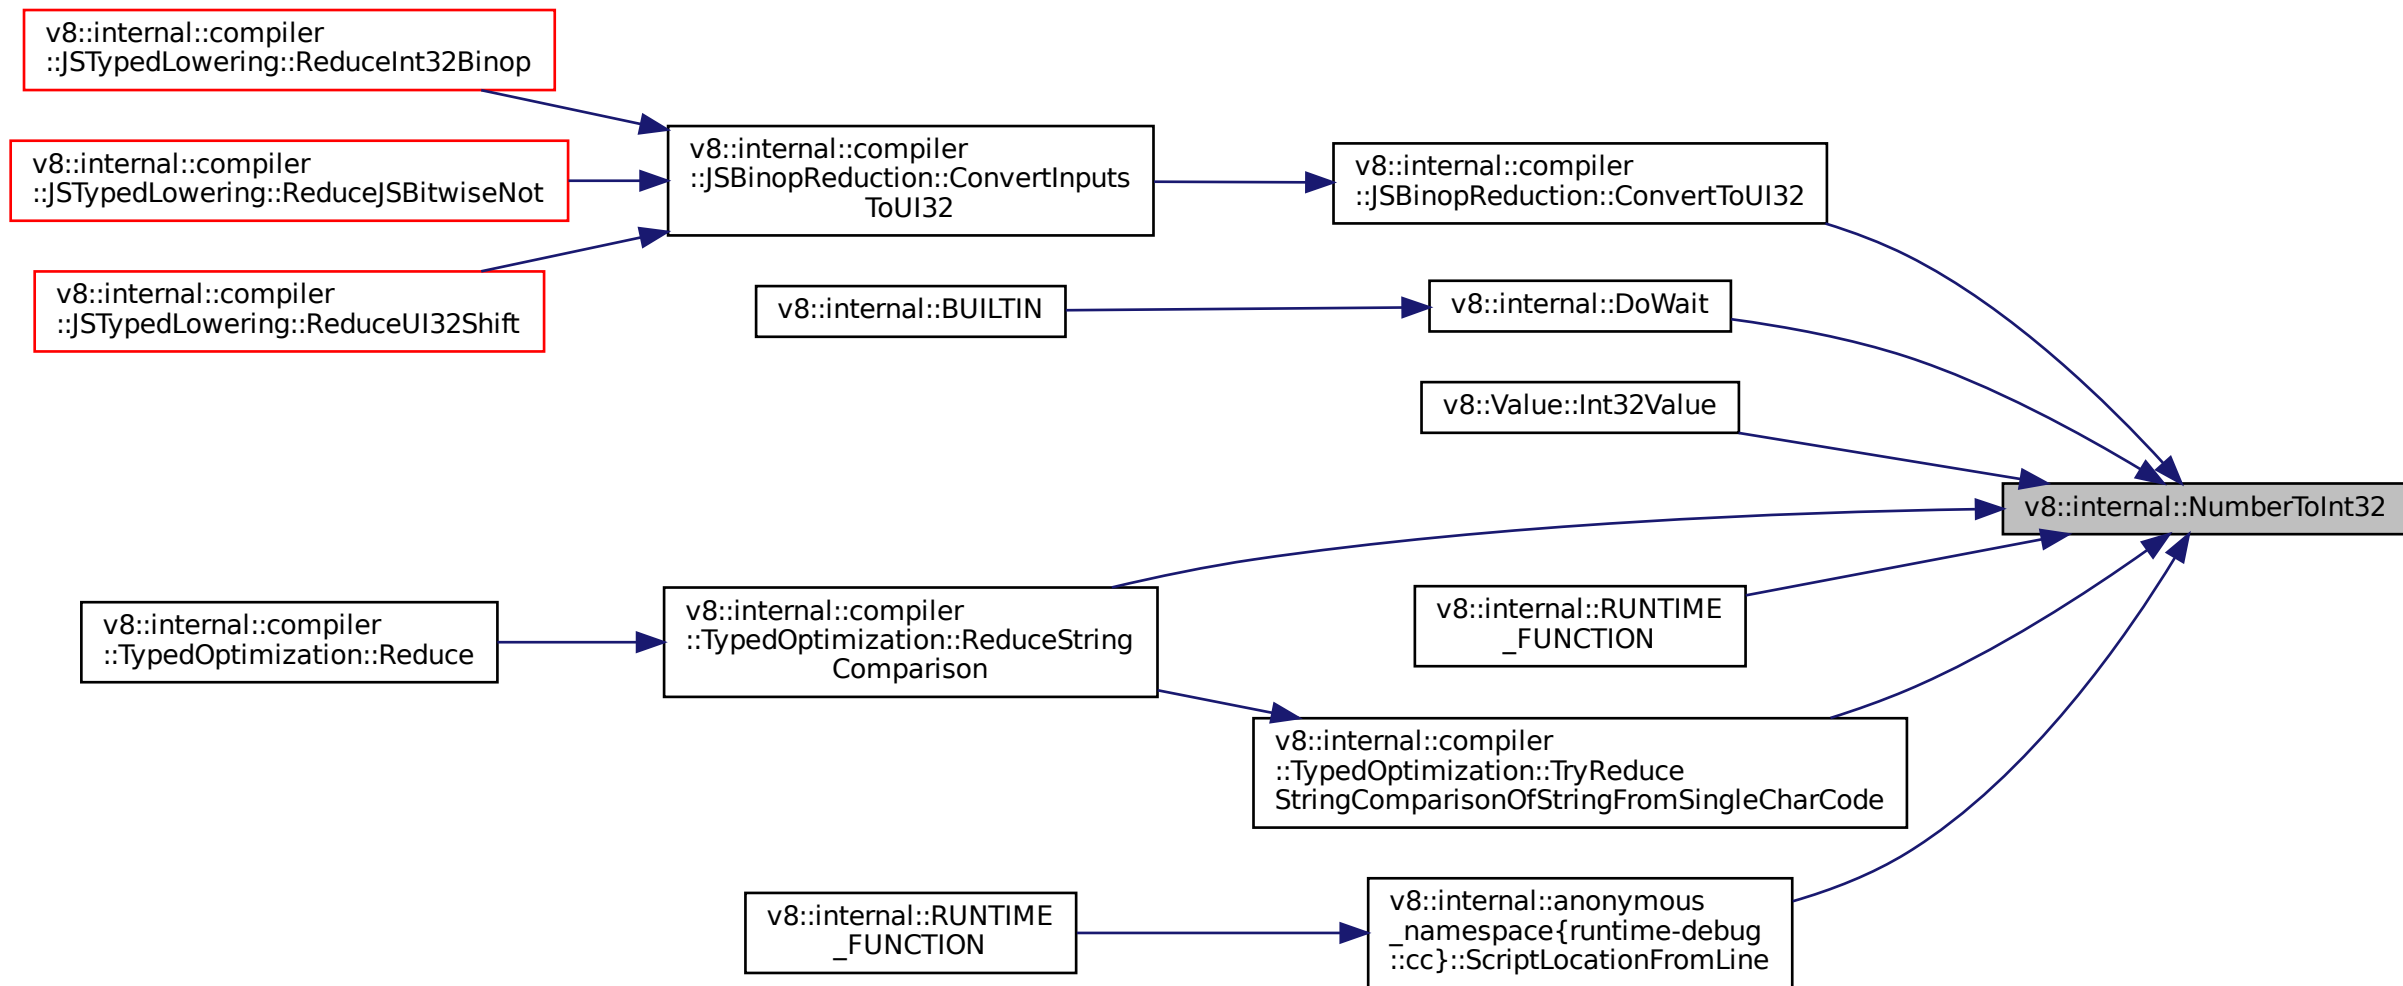 v8::internal::compiler
::JSTypedLowering::ReduceInt32Binop
v8::internal::compiler
::JSTypedLowering::ReduceJSBitwiseNot
v8::internal::compiler
::JSTypedLowering::ReduceUI32Shift
v8::internal::compiler
::JSBinopReduction::ConvertInputs
ToUI32
v8::internal::compiler
::JSBinopReduction::ConvertToUI32
v8::internal::BUILTIN
v8::internal::DoWait
v8::Value::Int32Value
v8::internal::NumberToInt32
v8::internal::compiler
::TypedOptimization::Reduce
v8::internal::compiler
::TypedOptimization::ReduceString
Comparison
v8::internal::RUNTIME
_FUNCTION
v8::internal::compiler
::TypedOptimization::TryReduce
StringComparisonOfStringFromSingleCharCode
v8::internal::RUNTIME
_FUNCTION
v8::internal::anonymous
_namespace{runtime-debug
::cc}::ScriptLocationFromLine